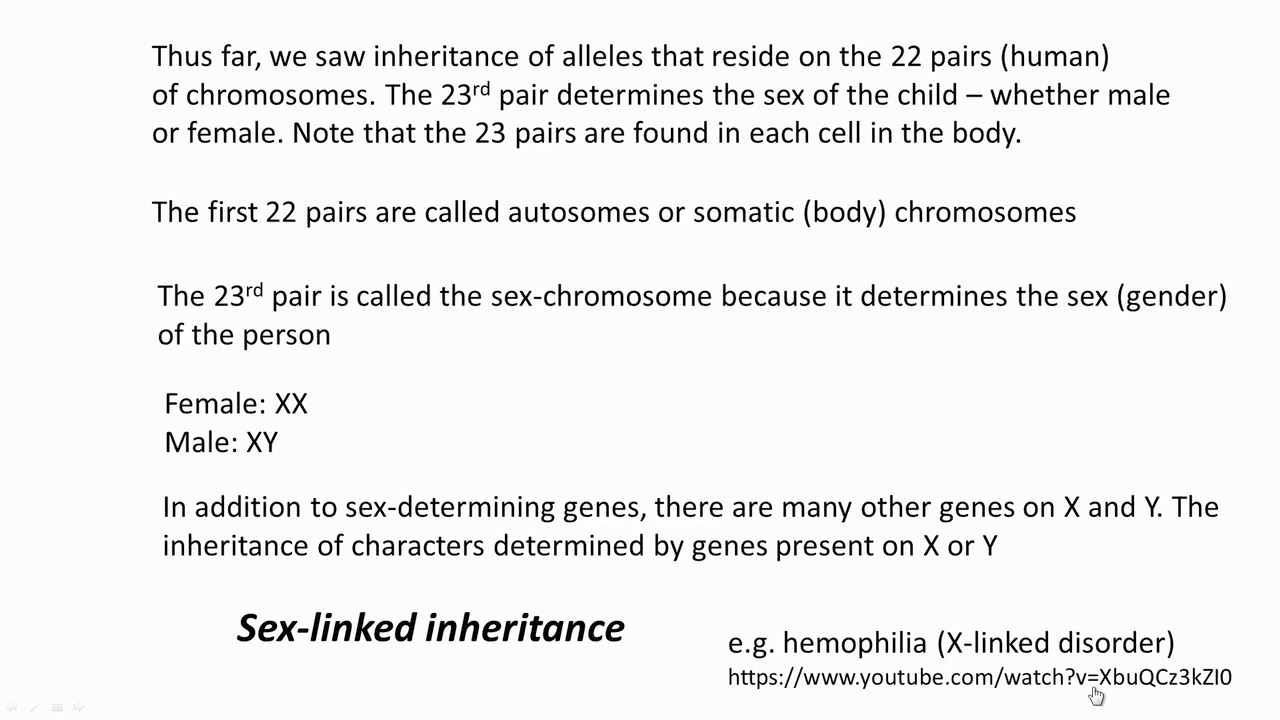 Thus far, we saw inheritance of alleles that reside on the 22 pairs (human)
of chromosomes. The 23rd pair determines the sex of the child – whether male
or female. Note that the 23 pairs are found in each cell in the body.
The first 22 pairs are called autosomes or somatic (body) chromosomes
The 23rd pair is called the sex-chromosome because it determines the sex (gender)
of the person
Female: XX
Male: XY
In addition to sex-determining genes, there are many other genes on X and Y. The
inheritance of characters determined by genes present on X or Y
Sex-linked inheritance
e.g. hemophilia (X-linked disorder)
https://www.youtube.com/watch?v=XbuQCz3kZI0